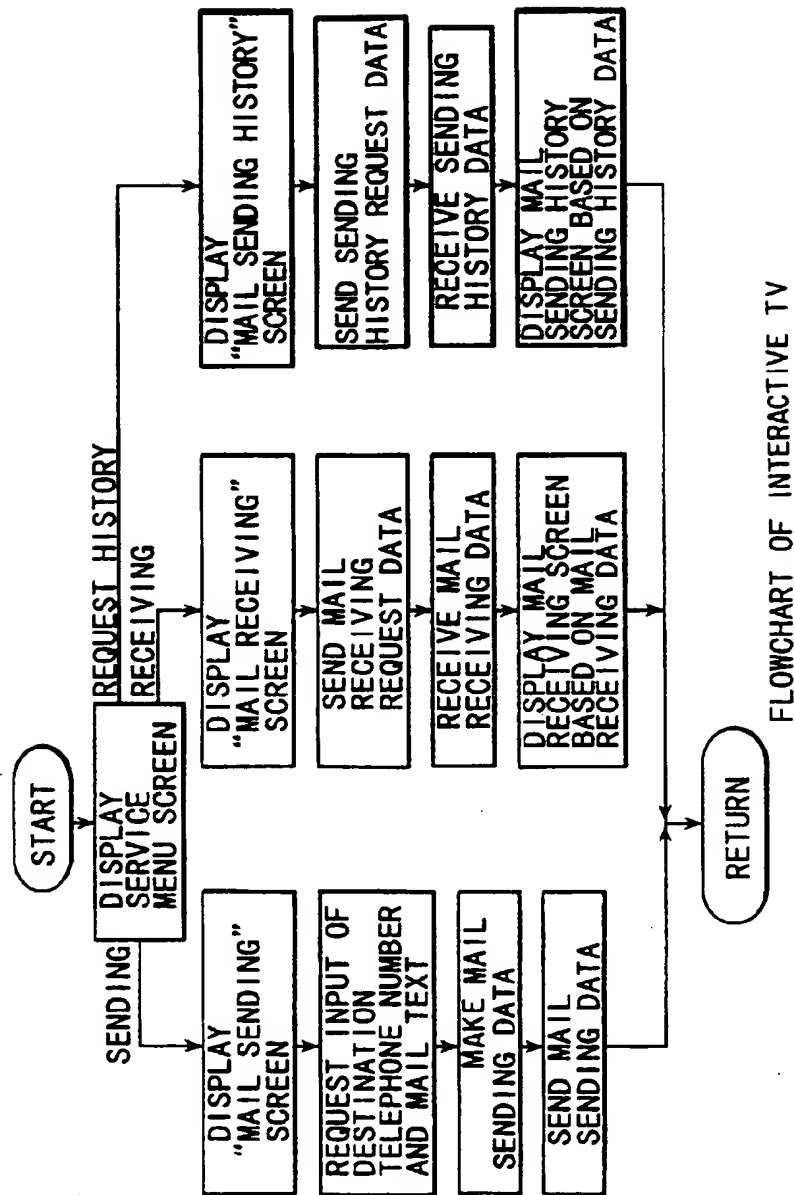 START
DISPLAY
SERVICE
MENU SCREEN
SENDING
REQUEST HISTORY
RECEIVING
DISPLAY
“MAIL SENDING”
SCREEN
REQUEST INPUT OF
DESTINATION
TELEPHONE NUMBER
AND MAIL TEXT
MAKE MAIL
SENDING DATA
SEND MAIL
SENDING DATA
DISPLAY
“MAIL RECEIVING”
SCREEN
SEND MAIL
RECEIVING
REQUEST DATA
RECEIVE MAIL
RECEIVING DATA
DISPLAY MAIL
RECEIVING SCREEN
BASED ON MAIL
RECEIVING DATA
DISPLAY
“MAIL SENDING HISTORY”
SCREEN
SEND SENDING
HISTORY REQUEST DATA
RECEIVE SENDING
HISTORY DATA
DISPLAY MAIL
SENDING HISTORY
SCREEN BASED ON
SENDING HISTORY DATA
RETURN
FLOWCHART OF INTERACTIVE TV